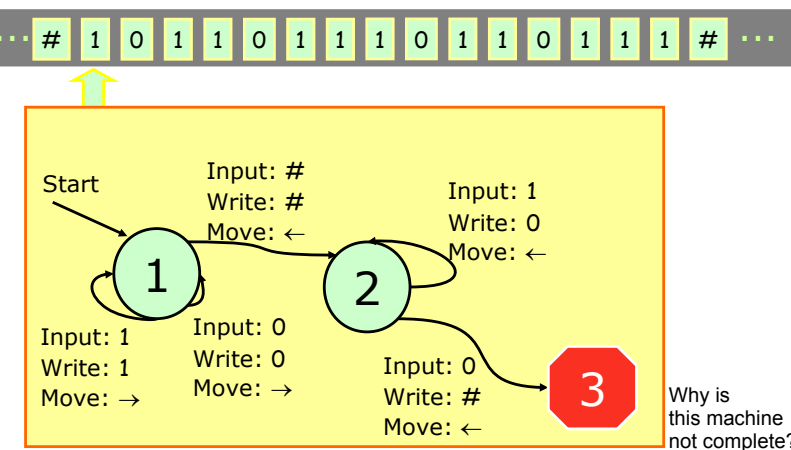 ... # 1 0 1 1 0 1 1 1 0 1 1 0 1 1 1 # ...
Start
Input: #
Write: #
Move: ←
Input: 1
Write: 0
Move: ←
1
2
Input: 1
Write: 1
Move: →
Input: 0
Write: 0
Move: →
Input: 0
Write: #
Move: ←
3
Why is
this machine
not complete?